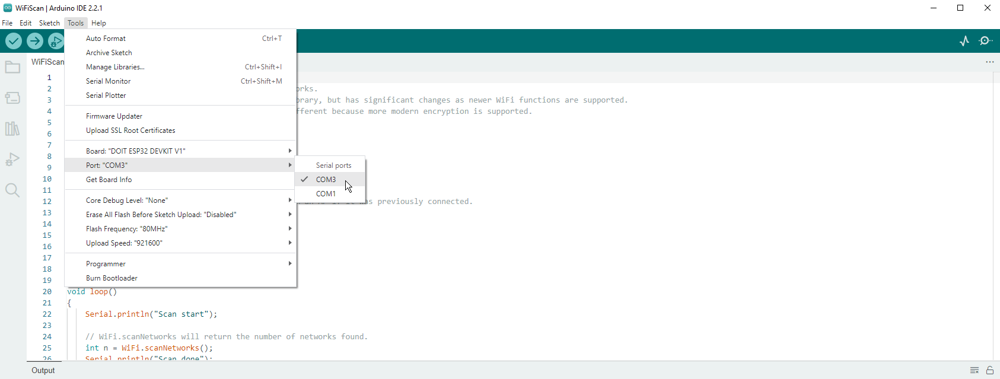 WiFiScan | Arduino IDE 2.2.1
File Edit Sketch Tools Help
WiFiScan
Auto Format Ctrl+T
Archive Sketch
Manage Libraries... Ctrl+Shift+I
Serial Monitor Ctrl+Shift+M
Serial Plotter
Firmware Updater
Upload SSL Root Certificates
Board: "DOIT ESP32 DEVKIT V1"
Port: "COM3"
Get Board Info
Core Debug Level: "None"
Erase All Flash Before Sketch Upload: "Disabled"
Flash Frequency: "80MHz"
Upload Speed: "921600"
Programmer
Burn Bootloader
Serial ports
COM3
COM1
1
2 orks.
3 brary, but has significant changes as newer WiFi functions are supported.
4 fferent because more modern encryption is supported.
5
6
7
8
9
10
11
12 previously connected.
13
14
15
16
17
18
19
20 void loop()
21 {
22 Serial.println("Scan start");
23
24 // WiFi.scanNetworks will return the number of networks found.
25 int n = WiFi.scanNetworks();
26 Serial.println("Scan done");
Output